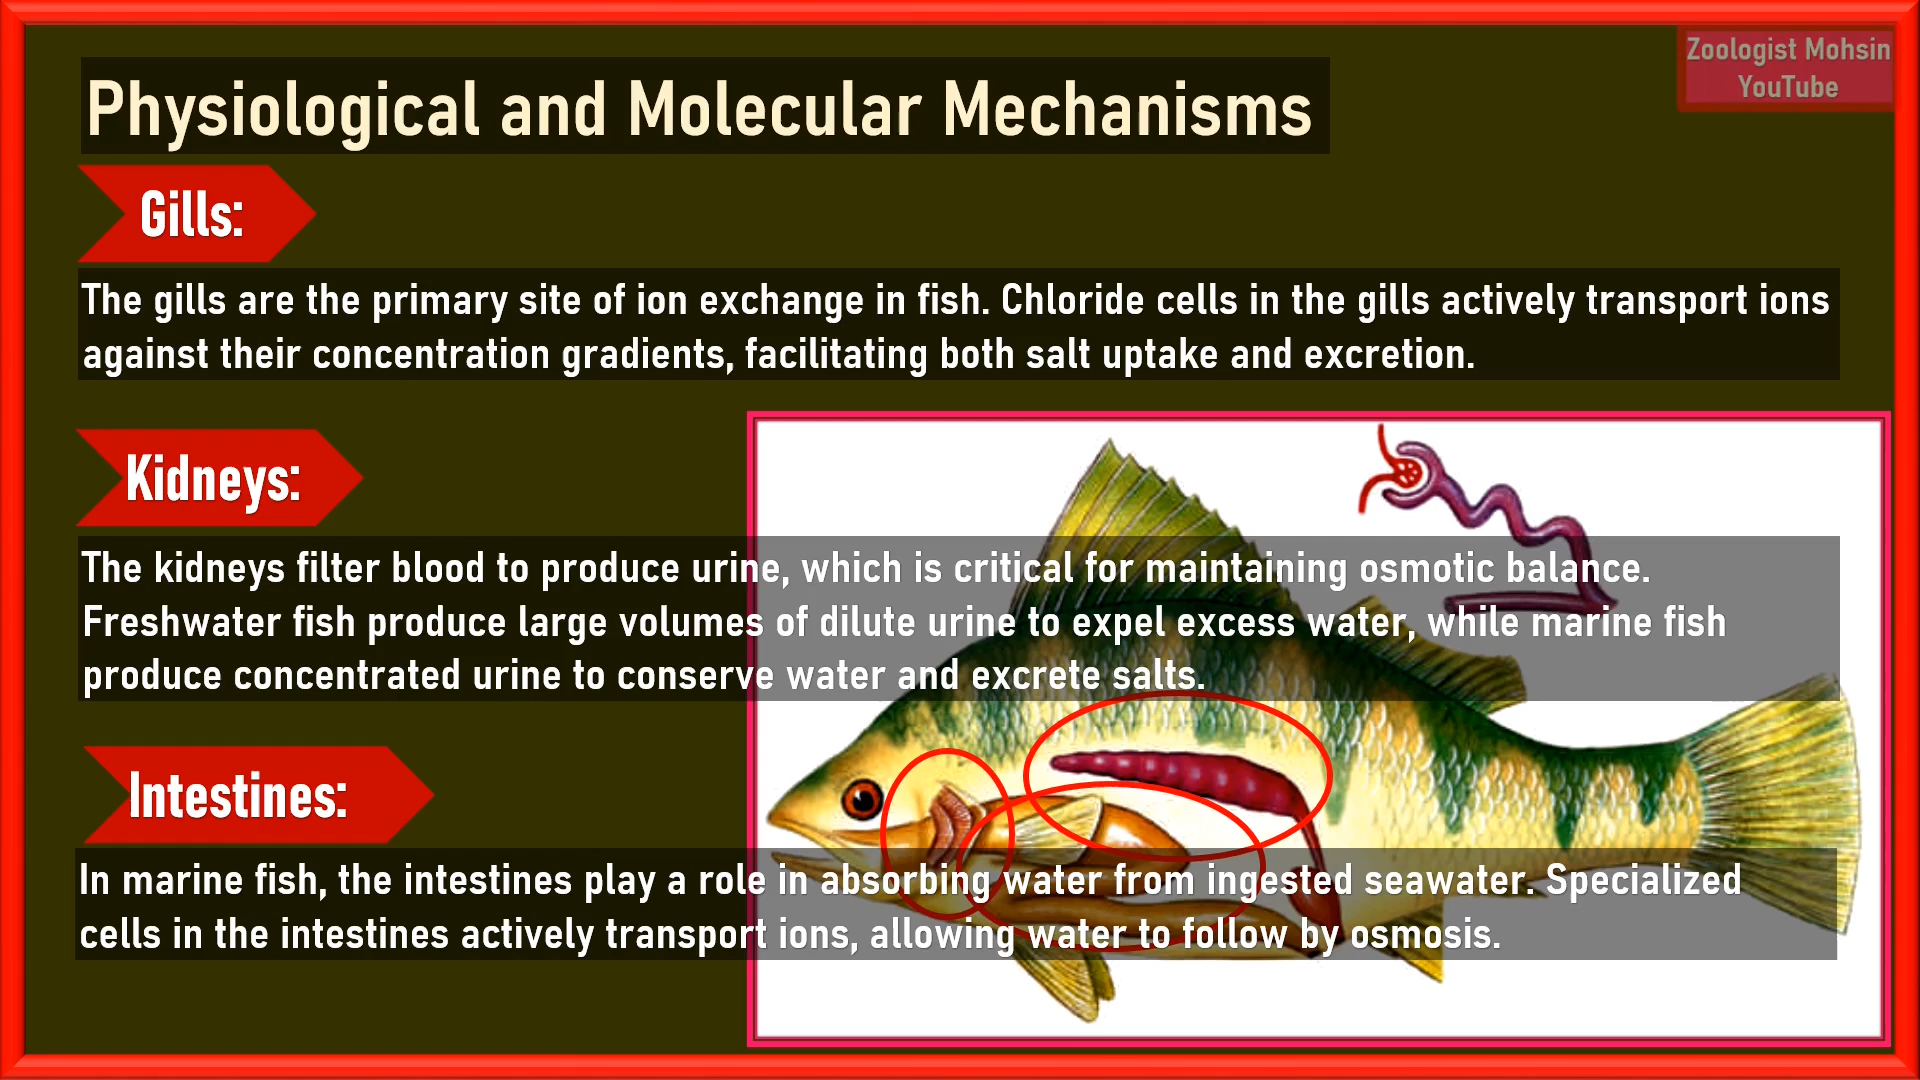 Zoologist Mohsin
YouTube
Physiological and Molecular Mechanisms
Gills:
The gills are the primary site of ion exchange in fish. Chloride cells in the gills actively transport ions
against their concentration gradients, facilitating both salt uptake and excretion.
Kidneys:
The kidneys filter blood to produce urine, which is critical for maintaining osmotic balance.
Freshwater fish produce large volumes of dilute urine to expel excess water, while marine fish
produce concentrated urine to conserve water and excrete salts.
Intestines:
In marine fish, the intestines play a role in absorbing water from ingested seawater. Specialized
cells in the intestines actively transport ions, allowing water to follow by osmosis.